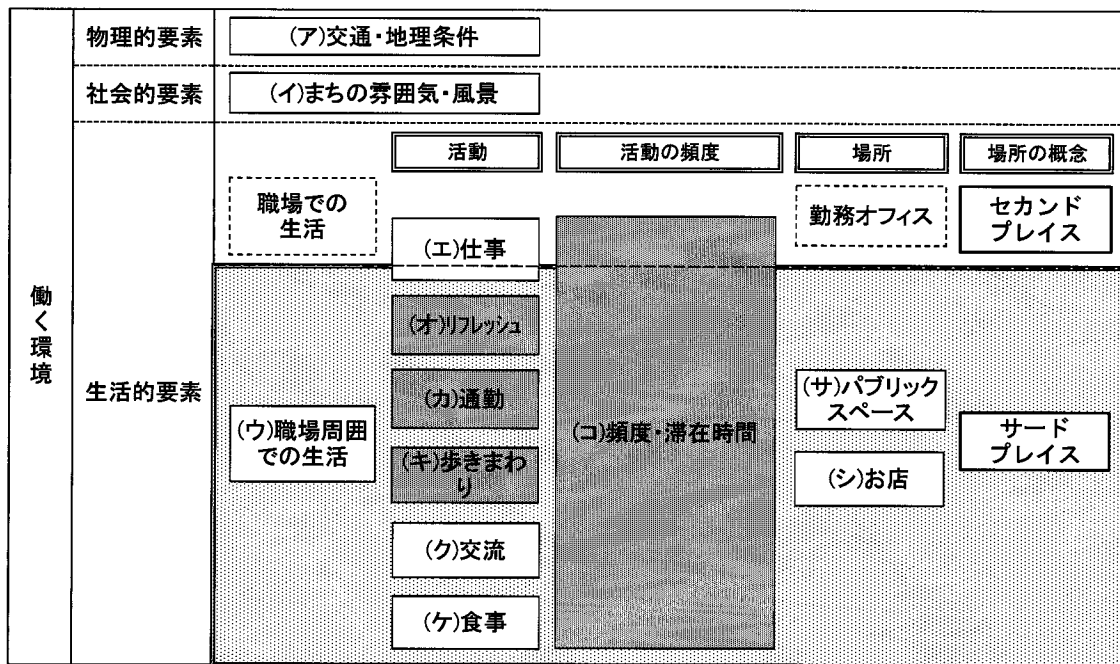 働く環境
物理的要素
(ア)交通・地理条件
社会的要素
(イ)まちの雰囲気・風景
生活的要素
活動
活動の頻度
場所
場所の概念
職場での
生活
勤務オフィス
セカンド
プレイス
(エ)仕事
(オ)リフレッシュ
(カ)通勤
(キ)歩きまわ
り
(ク)交流
(ケ)食事
(ウ)職場周囲
での生活
(コ)頻度・滞在時間
(サ)パブリック
スペース
(シ)お店
サード
プレイス